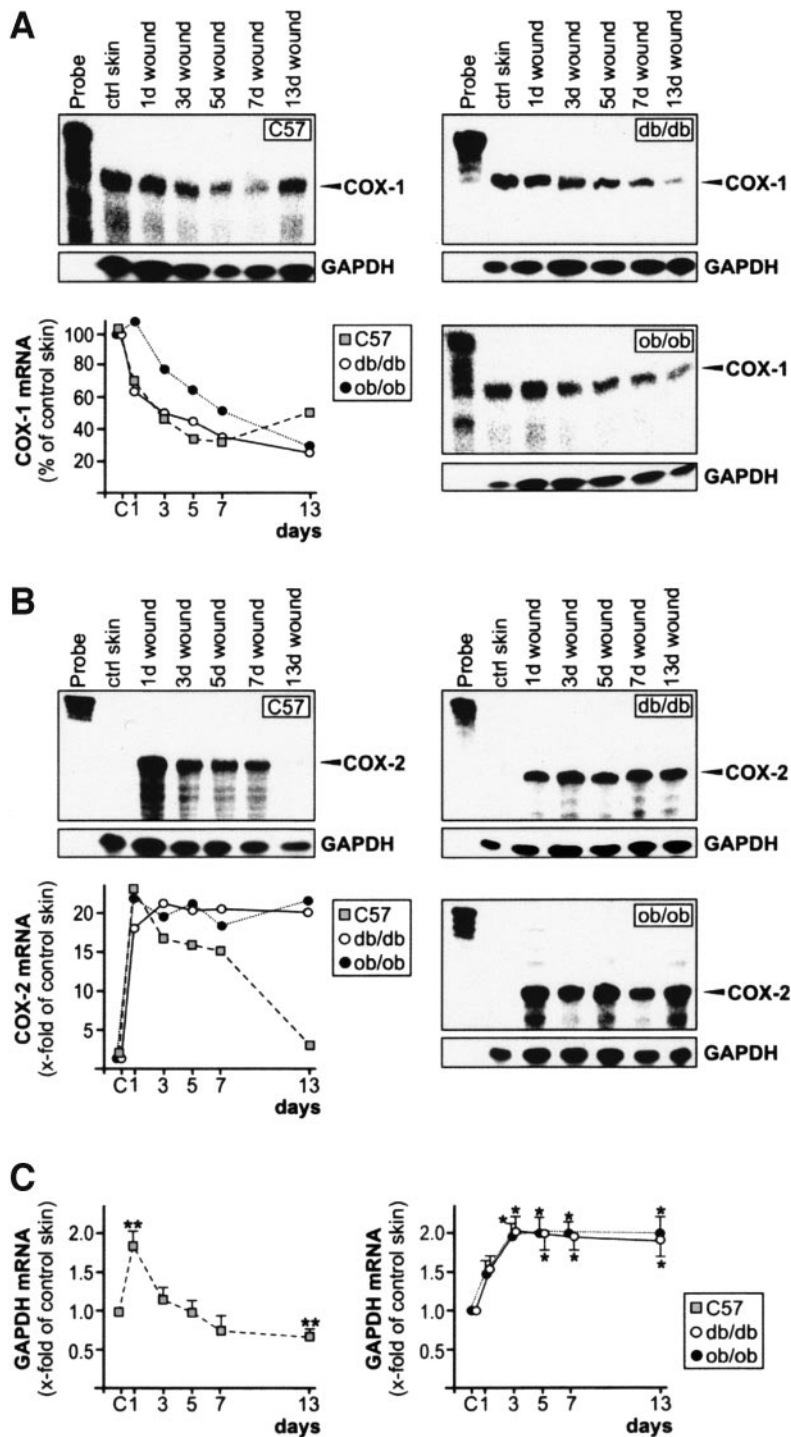 A
Probe
ctrl skin
1d wound
3d wound
5d wound
7d wound
13d wound
C57
COX-1
GAPDH
Probe
ctrl skin
1d wound
3d wound
5d wound
7d wound
13d wound
db/db
COX-1
GAPDH
COX-1 mRNA
(% of control skin)
100
80
60
40
20
C1 3 5 7 13
days
C57
db/db
ob/ob
ob/ob
COX-1
GAPDH
B
Probe
ctrl skin
1d wound
3d wound
5d wound
7d wound
13d wound
C57
COX-2
GAPDH
Probe
ctrl skin
1d wound
3d wound
5d wound
7d wound
13d wound
db/db
COX-2
GAPDH
COX-2 mRNA
(x-fold of control skin)
20
15
10
5
C1 3 5 7 13
days
C57
db/db
ob/ob
ob/ob
COX-2
GAPDH
C
GAPDH mRNA
(x-fold of control skin)
2.0
1.5
1.0
0.5
**
**
C1 3 5 7 13
days
GAPDH mRNA
(x-fold of control skin)
2.0
1.5
1.0
0.5
* * * * *
* * *
C1 3 5 7 13
days
C57
db/db
ob/ob